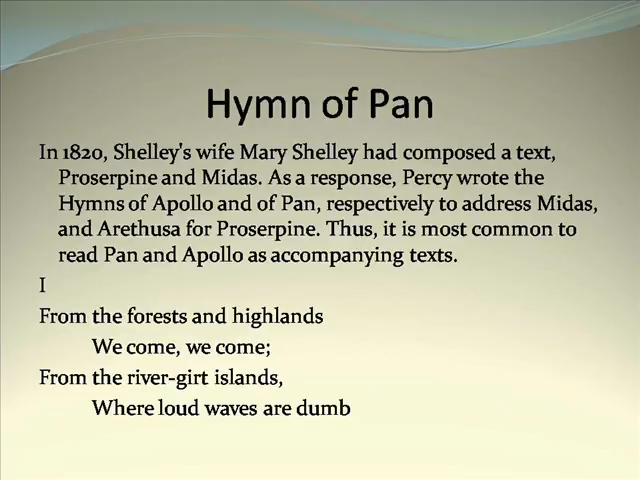 Hymn of Pan
In 1820, Shelley's wife Mary Shelley had composed a text,
Proserpine and Midas. As a response, Percy wrote the
Hymns of Apollo and of Pan, respectively to address Midas,
and Arethusa for Proserpine. Thus, it is most common to
read Pan and Apollo as accompanying texts.
I
From the forests and highlands
We come, we come;
From the river-girt islands,
Where loud waves are dumb